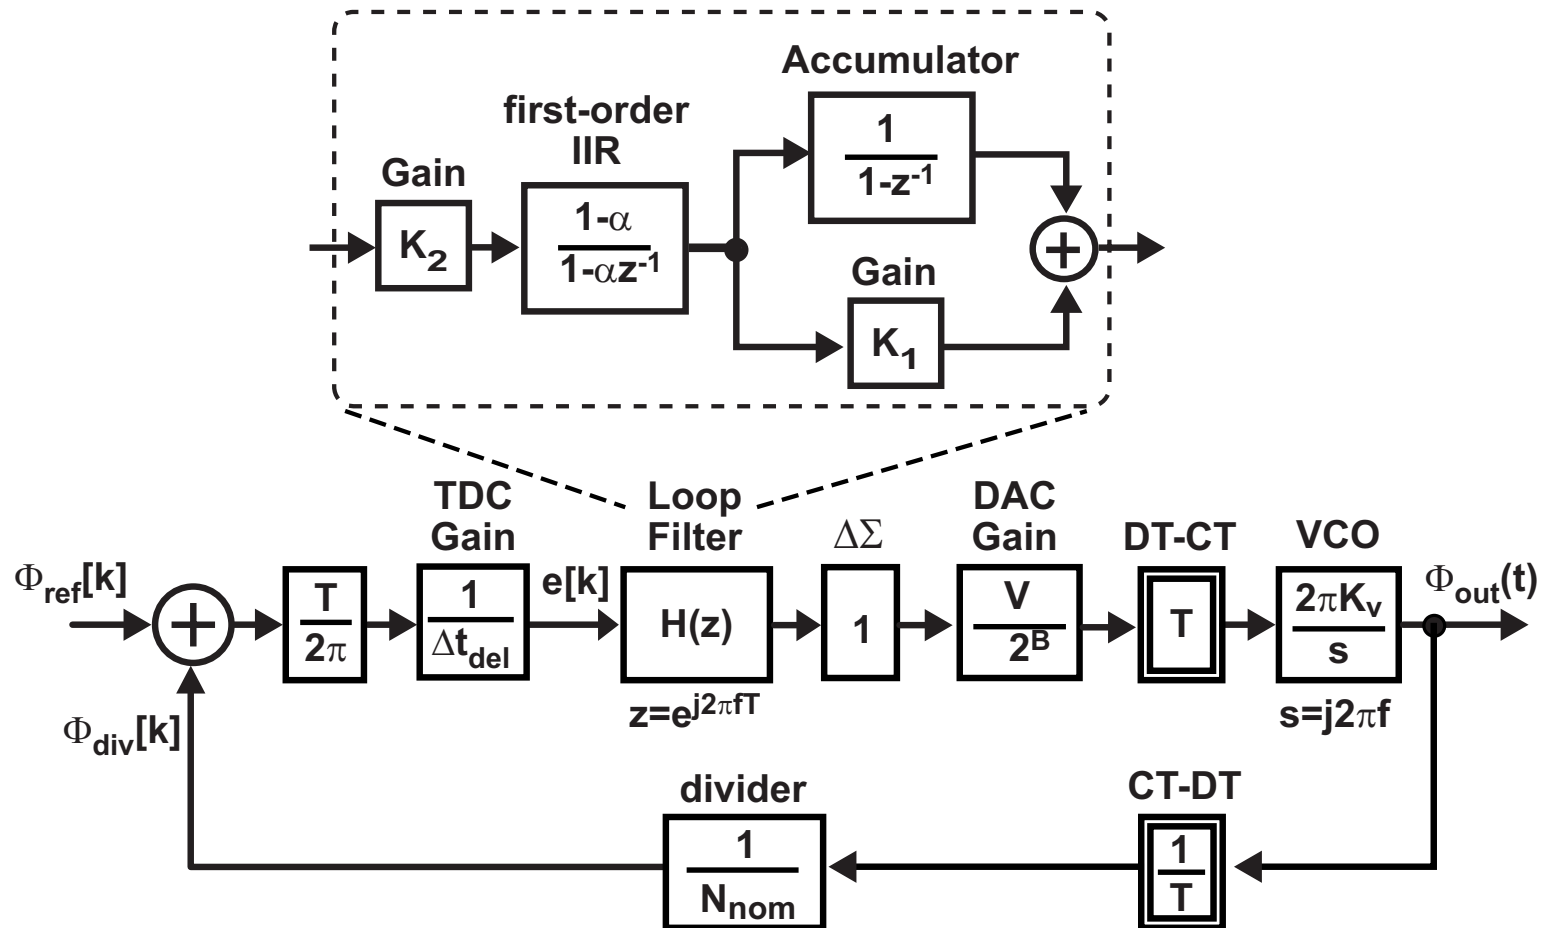 Accumulator
1
1-z-1
first-order
IIR
1-α
1-αz-1
Gain
K2
+
Gain
K1
TDC
Gain
Loop
Filter
ΔΣ
DAC
Gain
DT-CT
VCO
Φref[k]
+
T
2π
1
Δtdel
e[k]
H(z)
1
V
2B
T
2πKv
s
Φout(t)
z=ej2πfT
s=j2πf
Φdiv[k]
divider
1
Nnom
CT-DT
1
T